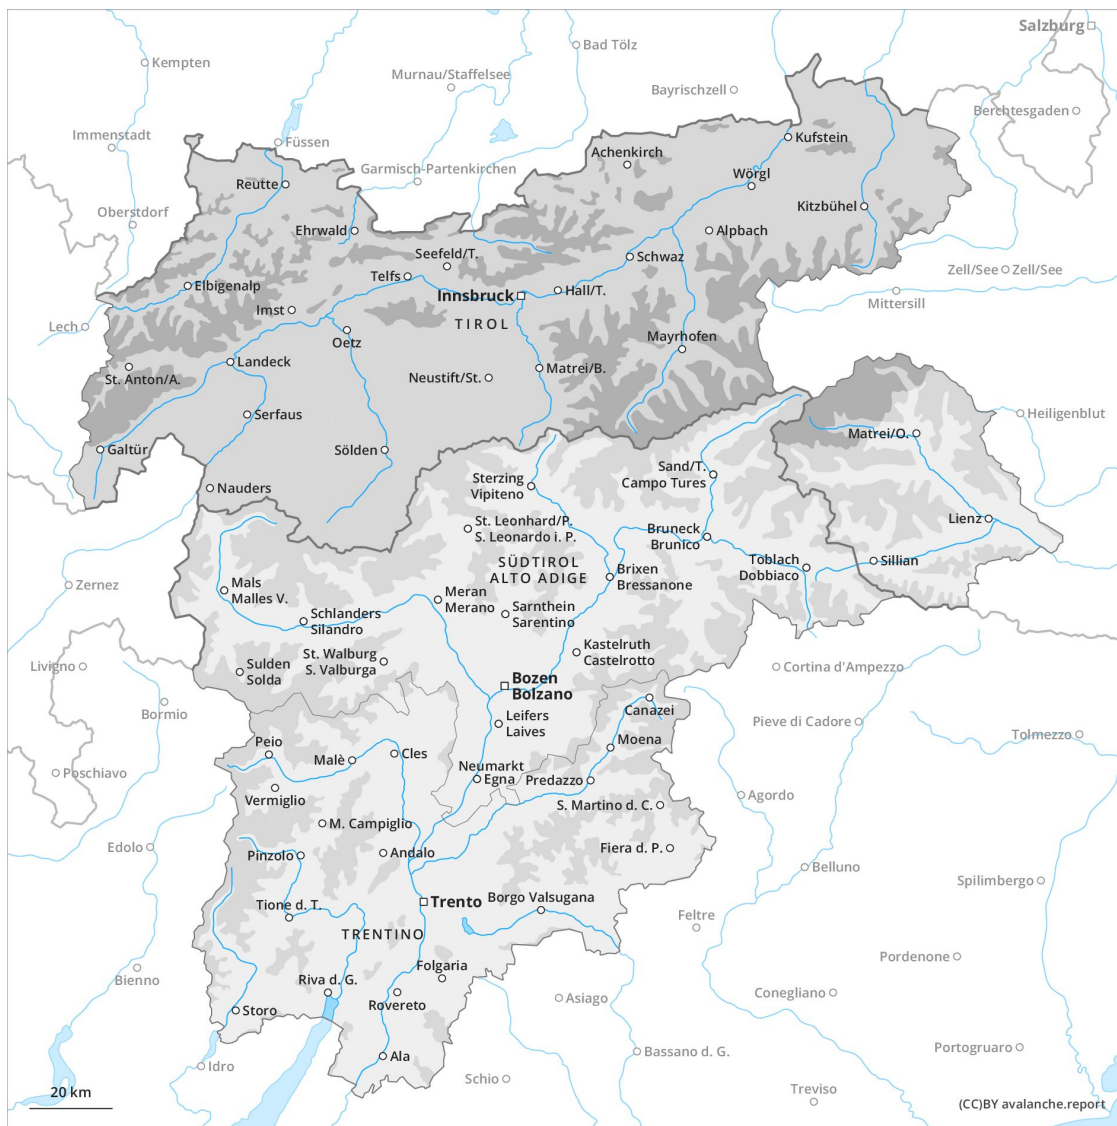 Salzburg
Bad Tölz
Kempten
Murnau/Staffelsee
Bayrischzell
Berchtesgaden
Immenstadt
Füssen
Kufstein
Achenkirch
Garmisch-Partenkirchen
Wörgl
Reutte
Kitzbühel
Oberstdorf
Ehrwald
Alpbach
Seefeld/T.
Schwaz
Zell/See
Zell/See
Telfs
Elbigenalp
Hall/T.
Innsbruck
Mittersill
Imst
TIROL
Lech
Mayrhofen
Oetz
Landeck
Matrei/B.
St. Anton/A.
Neustift/St.
Serfaus
Heiligenblut
Matrei/O.
Galtür
Sölden
Sand/T.
Campo Tures
Sterzing
Vipiteno
Nauders
Lienz
St. Leonhard/P.
S. Leonardo i. P.
Bruneck
Brunico
SÜDTIROL
ALTO ADIGE
Toblach
Dobbiaco
Sillian
Brixen
Bressanone
Zernez
Mals
Malles V.
Meran
Merano
Sarnthein
Sarentino
Schlanders
Silandro
Kastelruth
Castelrotto
St. Walburg
S. Valburga
Livigno
Sulden
Solda
Cortina d'Ampezzo
Bozen
Bolzano
Bormio
Canazei
Leifers
Laives
Pieve di Cadore
Tolmezzo
Moena
Peio
Cles
Malè
Poschiavo
Neumarkt
Egna
Predazzo
Vermiglio
Agordo
S. Martino d. C.
M. Campiglio
Edolo
Pinzolo
Andalo
Fiera d. P.
Belluno
Spilimbergo
Tione d. T.
Trento
Borgo Valsugana
Feltre
TRENTINO
Pordenone
Bienno
Folgaria
Riva d. G.
Conegliano
Asiago
Storo
Rovereto
Portogruaro
Bassano d. G.
Ala
Idro
Schio
Treviso
20 km
(CC)BY avalanche.report